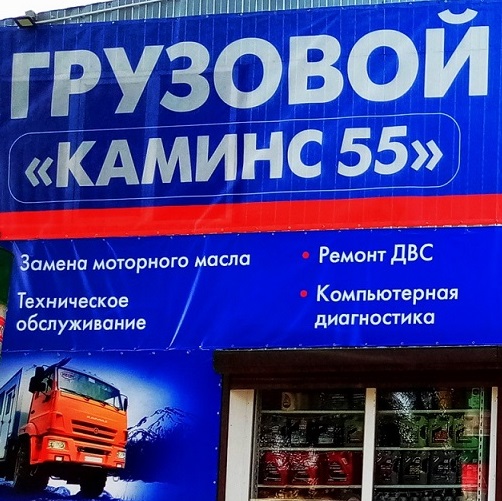 ГРУЗОВОЙ
«КАМИНС 55»
Замена моторного масла
• Ремонт ДВС
Техническое
обслуживание
• Компьютерная
диагностика